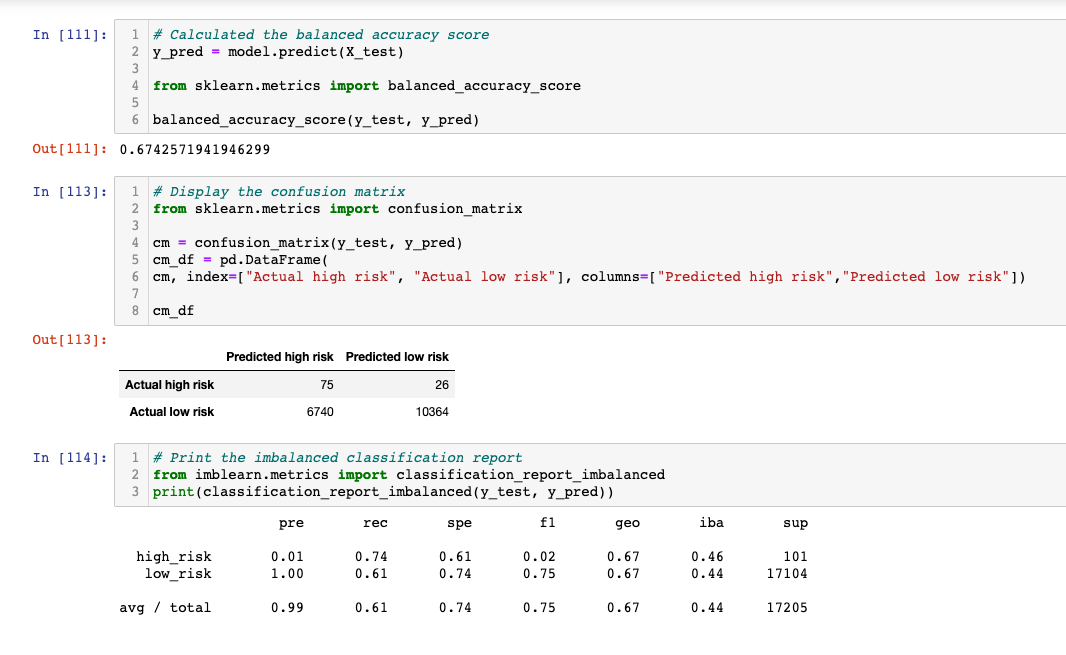 In [111]:
1 # Calculated the balanced accuracy score
2 y_pred = model.predict(X_test)
3
4 from sklearn.metrics import balanced_accuracy_score
5
6 balanced_accuracy_score(y_test, y_pred)
Out[111]: 0.6742571941946299
In [113]:
1 # Display the confusion matrix
2 from sklearn.metrics import confusion_matrix
3
4 cm = confusion_matrix(y_test, y_pred)
5 cm_df = pd.DataFrame(
6 cm, index=["Actual high risk", "Actual low risk"], columns=["Predicted high risk","Predicted low risk"])
7
8 cm_df
Out[113]:
Predicted high risk Predicted low risk
Actual high risk 75 26
Actual low risk 6740 10364
In [114]:
1 # Print the imbalanced classification report
2 from imblearn.metrics import classification_report_imbalanced
3 print(classification_report_imbalanced(y_test, y_pred))
pre rec spe f1 geo iba sup
high_risk 0.01 0.74 0.61 0.02 0.67 0.46 101
low_risk 1.00 0.61 0.74 0.75 0.67 0.44 17104
avg / total 0.99 0.61 0.74 0.75 0.67 0.44 17205